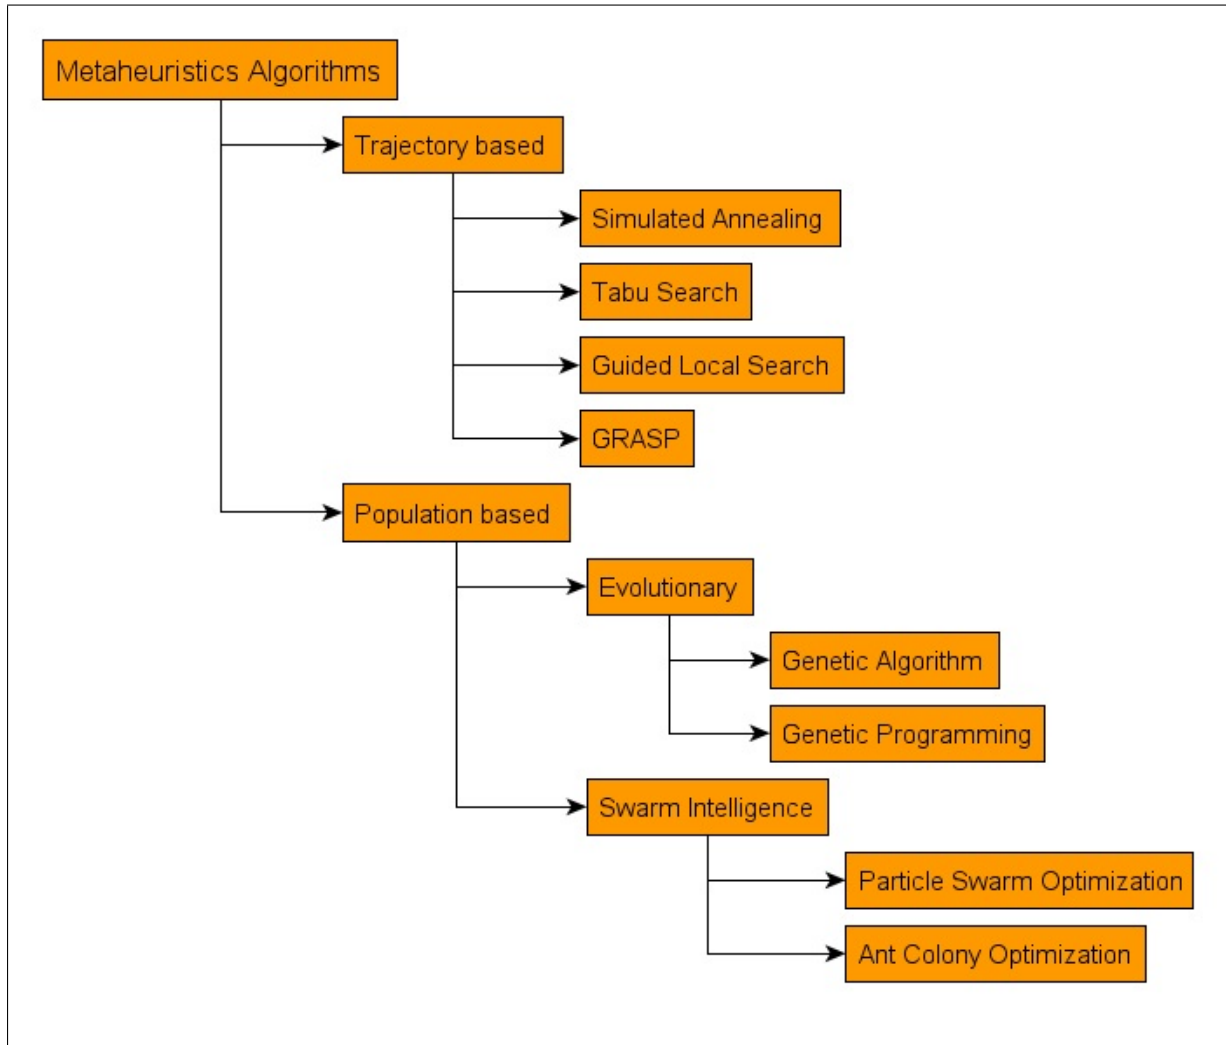 Metaheuristics Algorithms
Trajectory based
Simulated Annealing
Tabu Search
Guided Local Search
GRASP
Population based
Evolutionary
Genetic Algorithm
Genetic Programming
Swarm Intelligence
Particle Swarm Optimization
Ant Colony Optimization